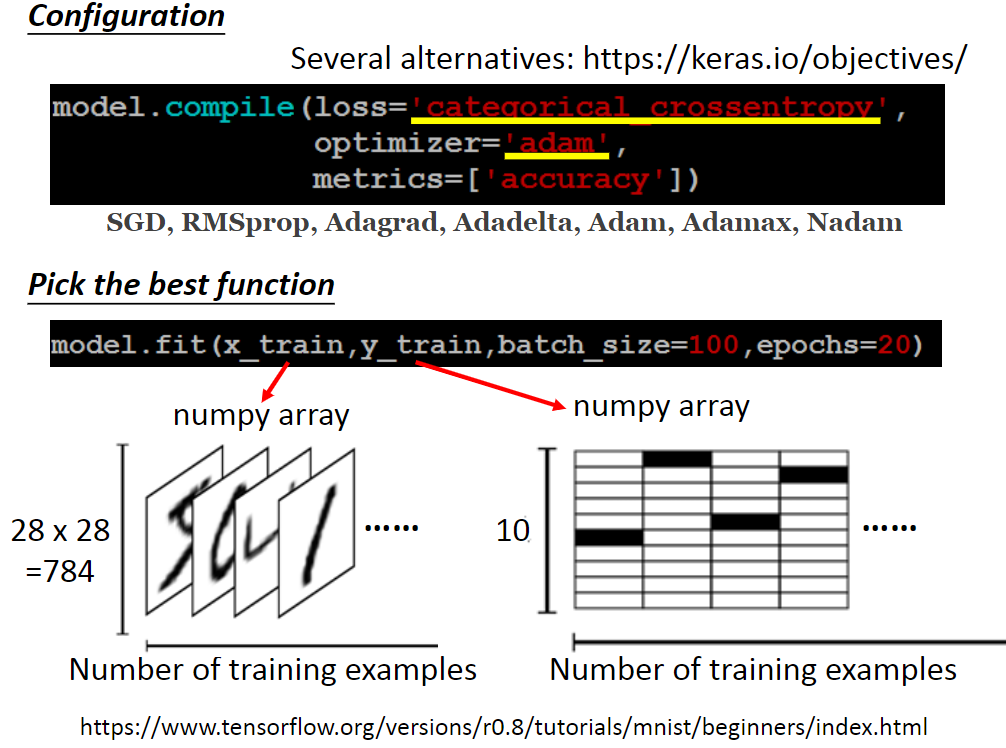 Configuration
Several alternatives: https://keras.io/objectives/
model.compile(loss='categorical_crossentropy',
optimizer='adam',
metrics=['accuracy'])
SGD, RMSprop, Adagrad, Adadelta, Adam, Adamax, Nadam
Pick the best function
model.fit(x_train,y_train,batch_size=100,epochs=20)
numpy array
numpy array
28 x 28
=784
......
10
......
Number of training examples
Number of training examples
https://www.tensorflow.org/versions/r0.8/tutorials/mnist/beginners/index.html